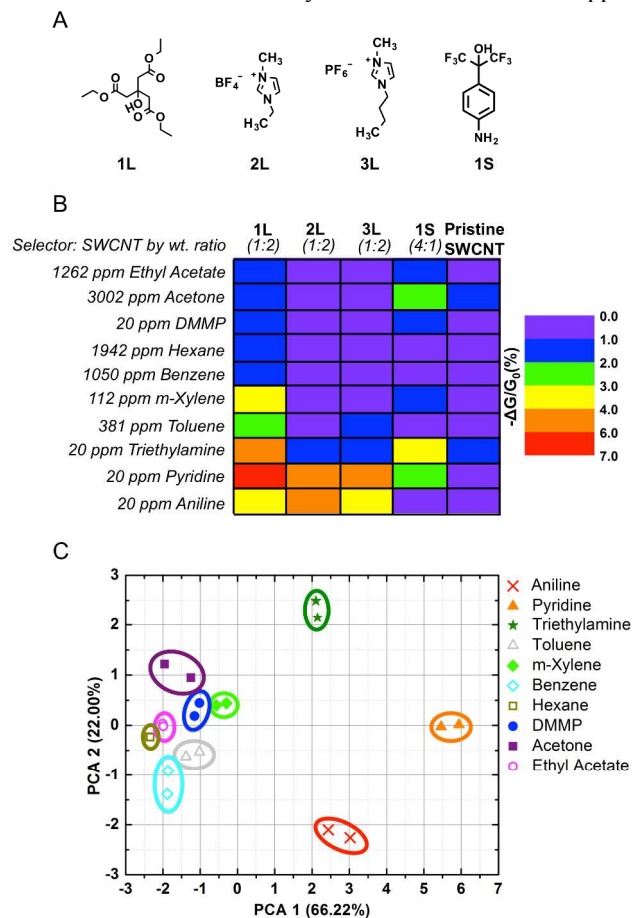 A
1L
2L
3L
1S
B
Selector: SWCNT by wt. ratio
1L 2L 3L 1S Pristine
(1:2) (1:2) (1:2) (4:1) SWCNT
1262 ppm Ethyl Acetate
3002 ppm Acetone
20 ppm DMMP
1942 ppm Hexane
1050 ppm Benzene
112 ppm m-Xylene
381 ppm Toluene
20 ppm Triethylamine
20 ppm Pyridine
20 ppm Aniline
0.0
1.0
2.0
3.0
4.0
6.0
7.0
-ΔG/G₀(%)
C
PCA 2 (22.00%)
3
2
1
0
-1
-2
-3
-3 -2 -1 0 1 2 3 4 5 6 7
PCA 1 (66.22%)
Aniline
Pyridine
Triethylamine
Toluene
m-Xylene
Benzene
Hexane
DMMP
Acetone
Ethyl Acetate